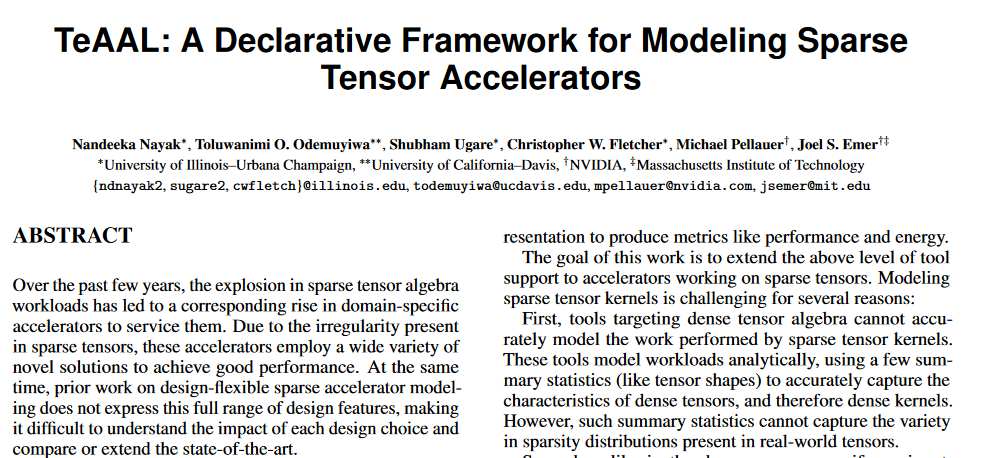 TeAAL: A Declarative Framework for Modeling Sparse
Tensor Accelerators
Nandeeka Nayak*, Toluwanimi O. Odemuyiwa**, Shubham Ugare*, Christopher W. Fletcher*, Michael Pellauer†, Joel S. Emer†‡
*University of Illinois–Urbana Champaign, **University of California–Davis, †NVIDIA, ‡Massachusetts Institute of Technology
{ndnayak2, sugare2, cwfletch}@illinois.edu, todemuyiwa@ucdavis.edu, mpellauer@nvidia.com, jsemer@mit.edu
ABSTRACT
Over the past few years, the explosion in sparse tensor algebra
workloads has led to a corresponding rise in domain-specific
accelerators to service them. Due to the irregularity present
in sparse tensors, these accelerators employ a wide variety of
novel solutions to achieve good performance. At the same
time, prior work on design-flexible sparse accelerator model-
ing does not express this full range of design features, making
it difficult to understand the impact of each design choice and
compare or extend the state-of-the-art.
resentation to produce metrics like performance and energy.
The goal of this work is to extend the above level of tool
support to accelerators working on sparse tensors. Modeling
sparse tensor kernels is challenging for several reasons:
First, tools targeting dense tensor algebra cannot accu-
rately model the work performed by sparse tensor kernels.
These tools model workloads analytically, using a few sum-
mary statistics (like tensor shapes) to accurately capture the
characteristics of dense tensors, and therefore dense kernels.
However, such summary statistics cannot capture the variety
in sparsity distributions present in real-world tensors.